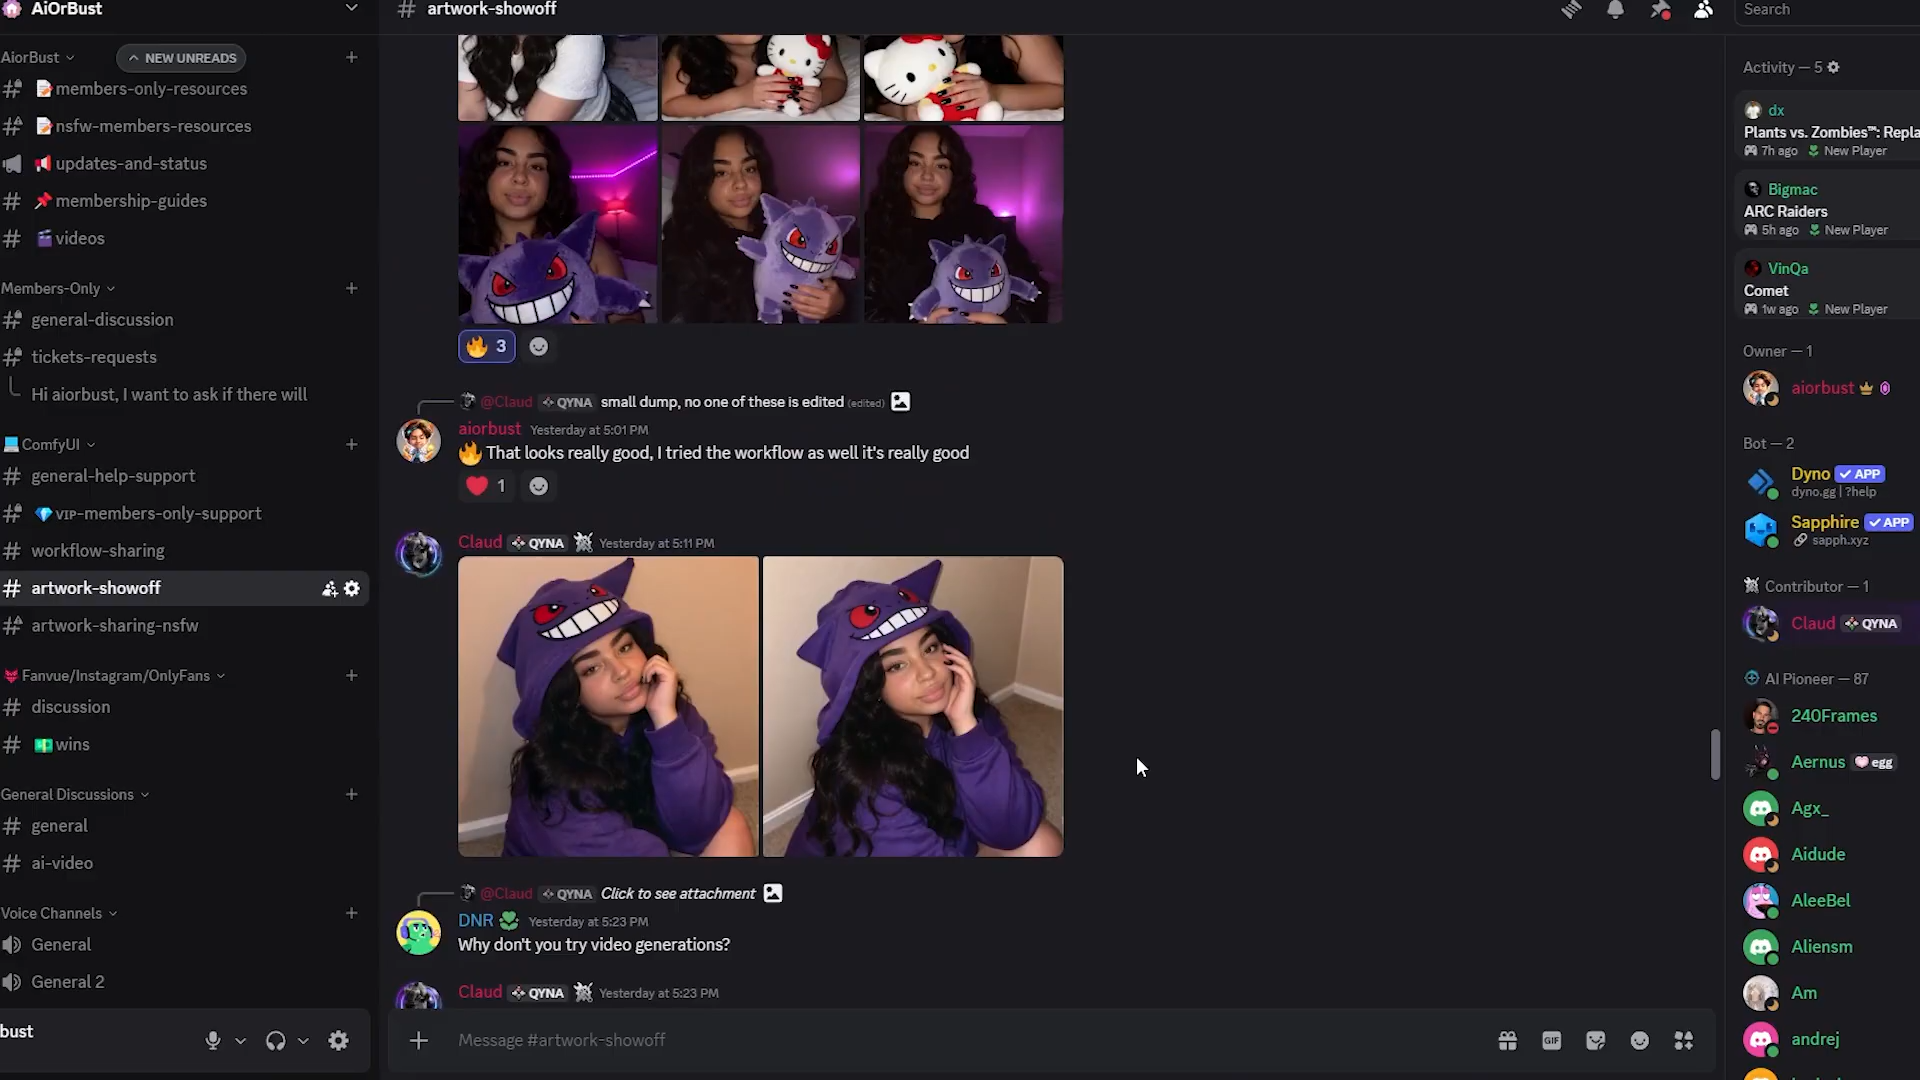 AiOrBust
# artwork-showoff
Search
AiorBust
NEW UNREADS
members-only-resources
nsfw-members-resources
updates-and-status
membership-guides
videos
Members-Only
general-discussion
tickets-requests
Hi aiorbust, I want to ask if there will
ComfyUI
general-help-support
VIP-members-only-support
workflow-sharing
artwork-showoff
artwork-sharing-nsfw
Fanvue/Instagram/OnlyFans
discussion
wins
General Discussions
general
ai-video
Voice Channels
General
General 2
bust
3
@Claud QYNA small dump, no one of these is edited (edited)
aiorbust Yesterday at 5:01 PM
That looks really good, I tried the workflow as well it's really good
1
Claud QYNA Yesterday at 5:11 PM
@Claud QYNA Click to see attachment
DNR Yesterday at 5:23 PM
Why don't you try video generations?
Claud QYNA Yesterday at 5:23 PM
Message #artwork-showoff
GIF
Activity — 5
dx
Plants vs. Zombies™: Repla
7h ago New Player
Bigmac
ARC Raiders
5h ago New Player
VinQa
Comet
1w ago New Player
Owner — 1
aiorbust
Bot — 2
Dyno APP
dyno.gg | ?help
Sapphire APP
sapph.xyz
Contributor — 1
Claud QYNA
AI Pioneer — 87
240Frames
Aernus egg
Agx_
Aidude
AleeBel
Aliensm
Am
andrej